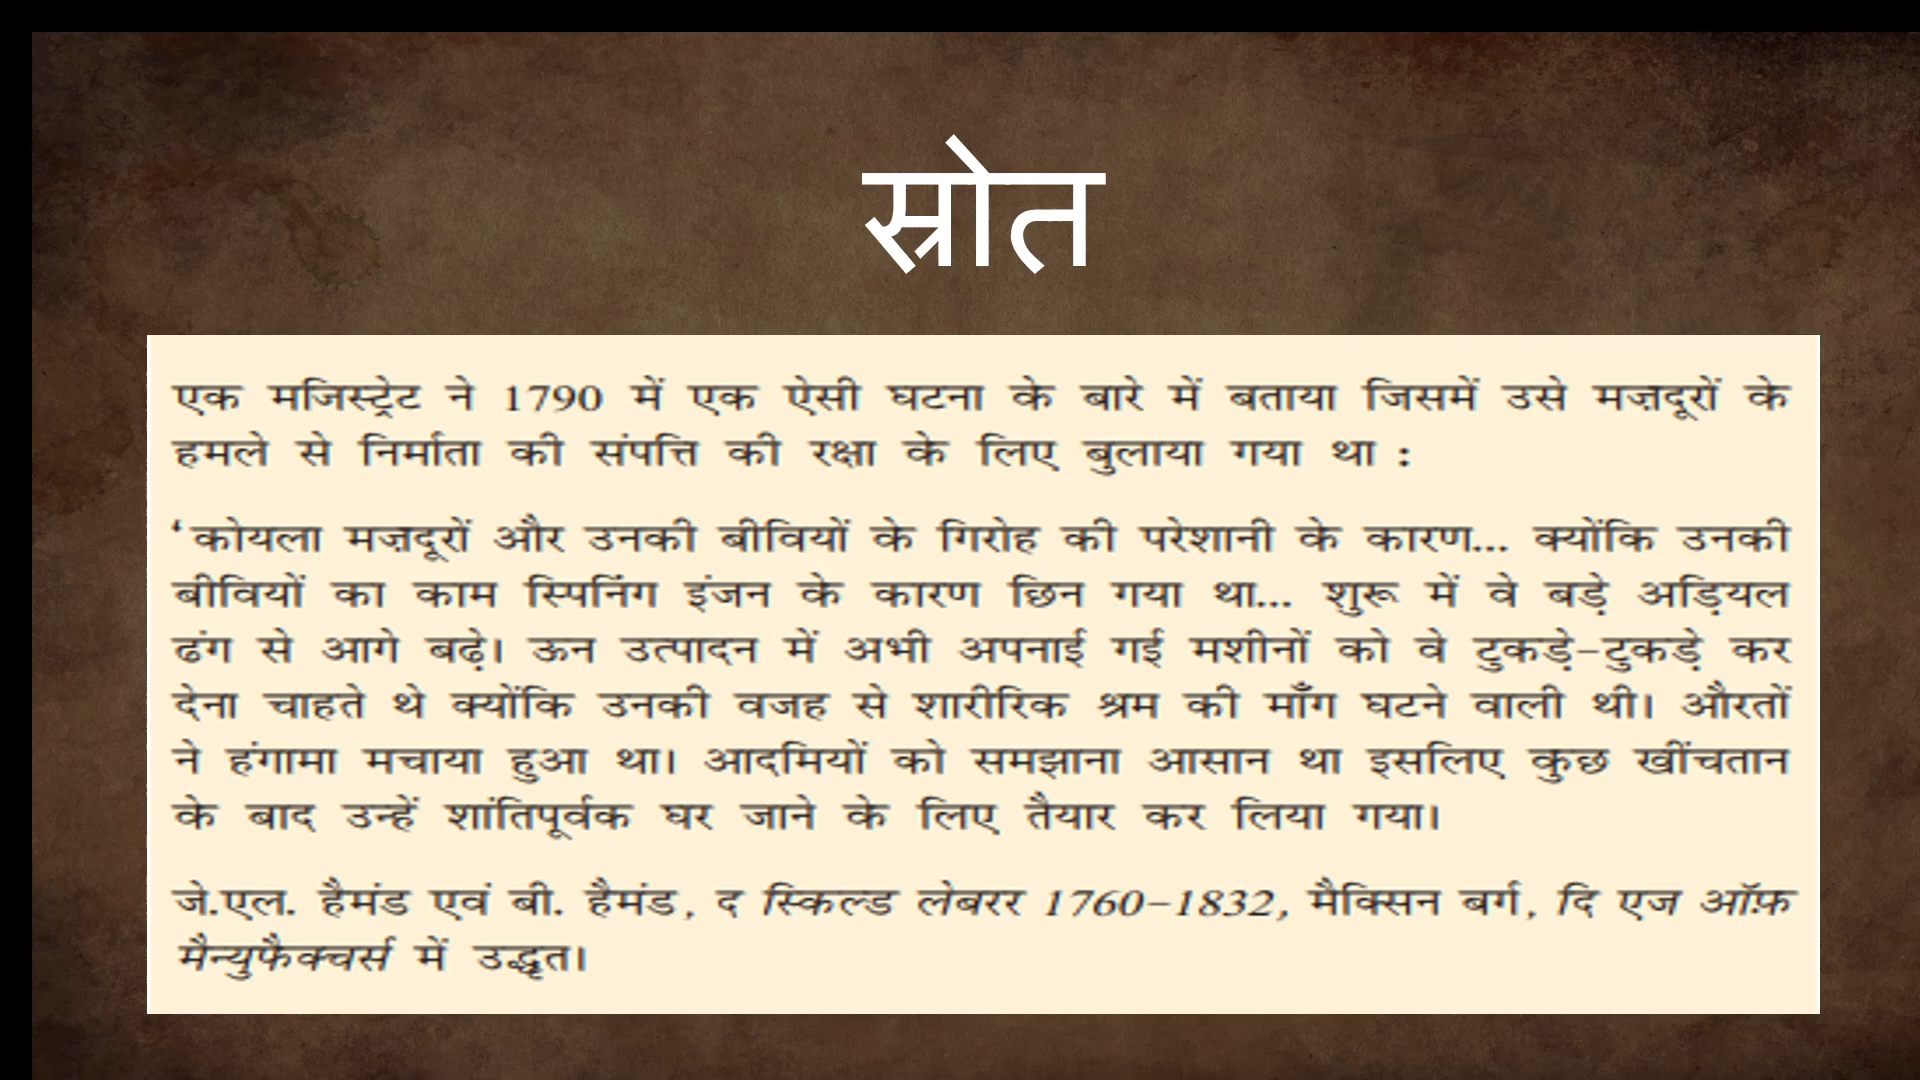 स्रोत
एक मजिस्ट्रेट ने 1790 में एक ऐसी घटना के बारे में बताया जिसमें उसे मज़दूरों के
हमले से निर्माता की संपत्ति की रक्षा के लिए बुलाया गया था :
‘कोयला मज़दूरों और उनकी बीवियों के गिरोह की परेशानी के कारण... क्योंकि उनकी
बीवियों का काम स्पिनिंग इंजन के कारण छिन गया था... शुरू में वे बड़े अड़ियल
ढंग से आगे बढ़े। ऊन उत्पादन में अभी अपनाई गई मशीनों को वे टुकड़े–टुकड़े कर
देना चाहते थे क्योंकि उनकी वजह से शारीरिक श्रम की माँग घटने वाली थी। औरतों
ने हंगामा मचाया हुआ था। आदमियों को समझाना आसान था इसलिए कुछ खींचतान
के बाद उन्हें शांतिपूर्वक घर जाने के लिए तैयार कर लिया गया।
जे.एल. हैमंड एवं बी. हैमंड, द स्किल्ड लेबरर 1760–1832, मैक्सिन बर्ग, दि एज ऑफ़
मैन्युफ़ैक्चर्स में उद्धृत।